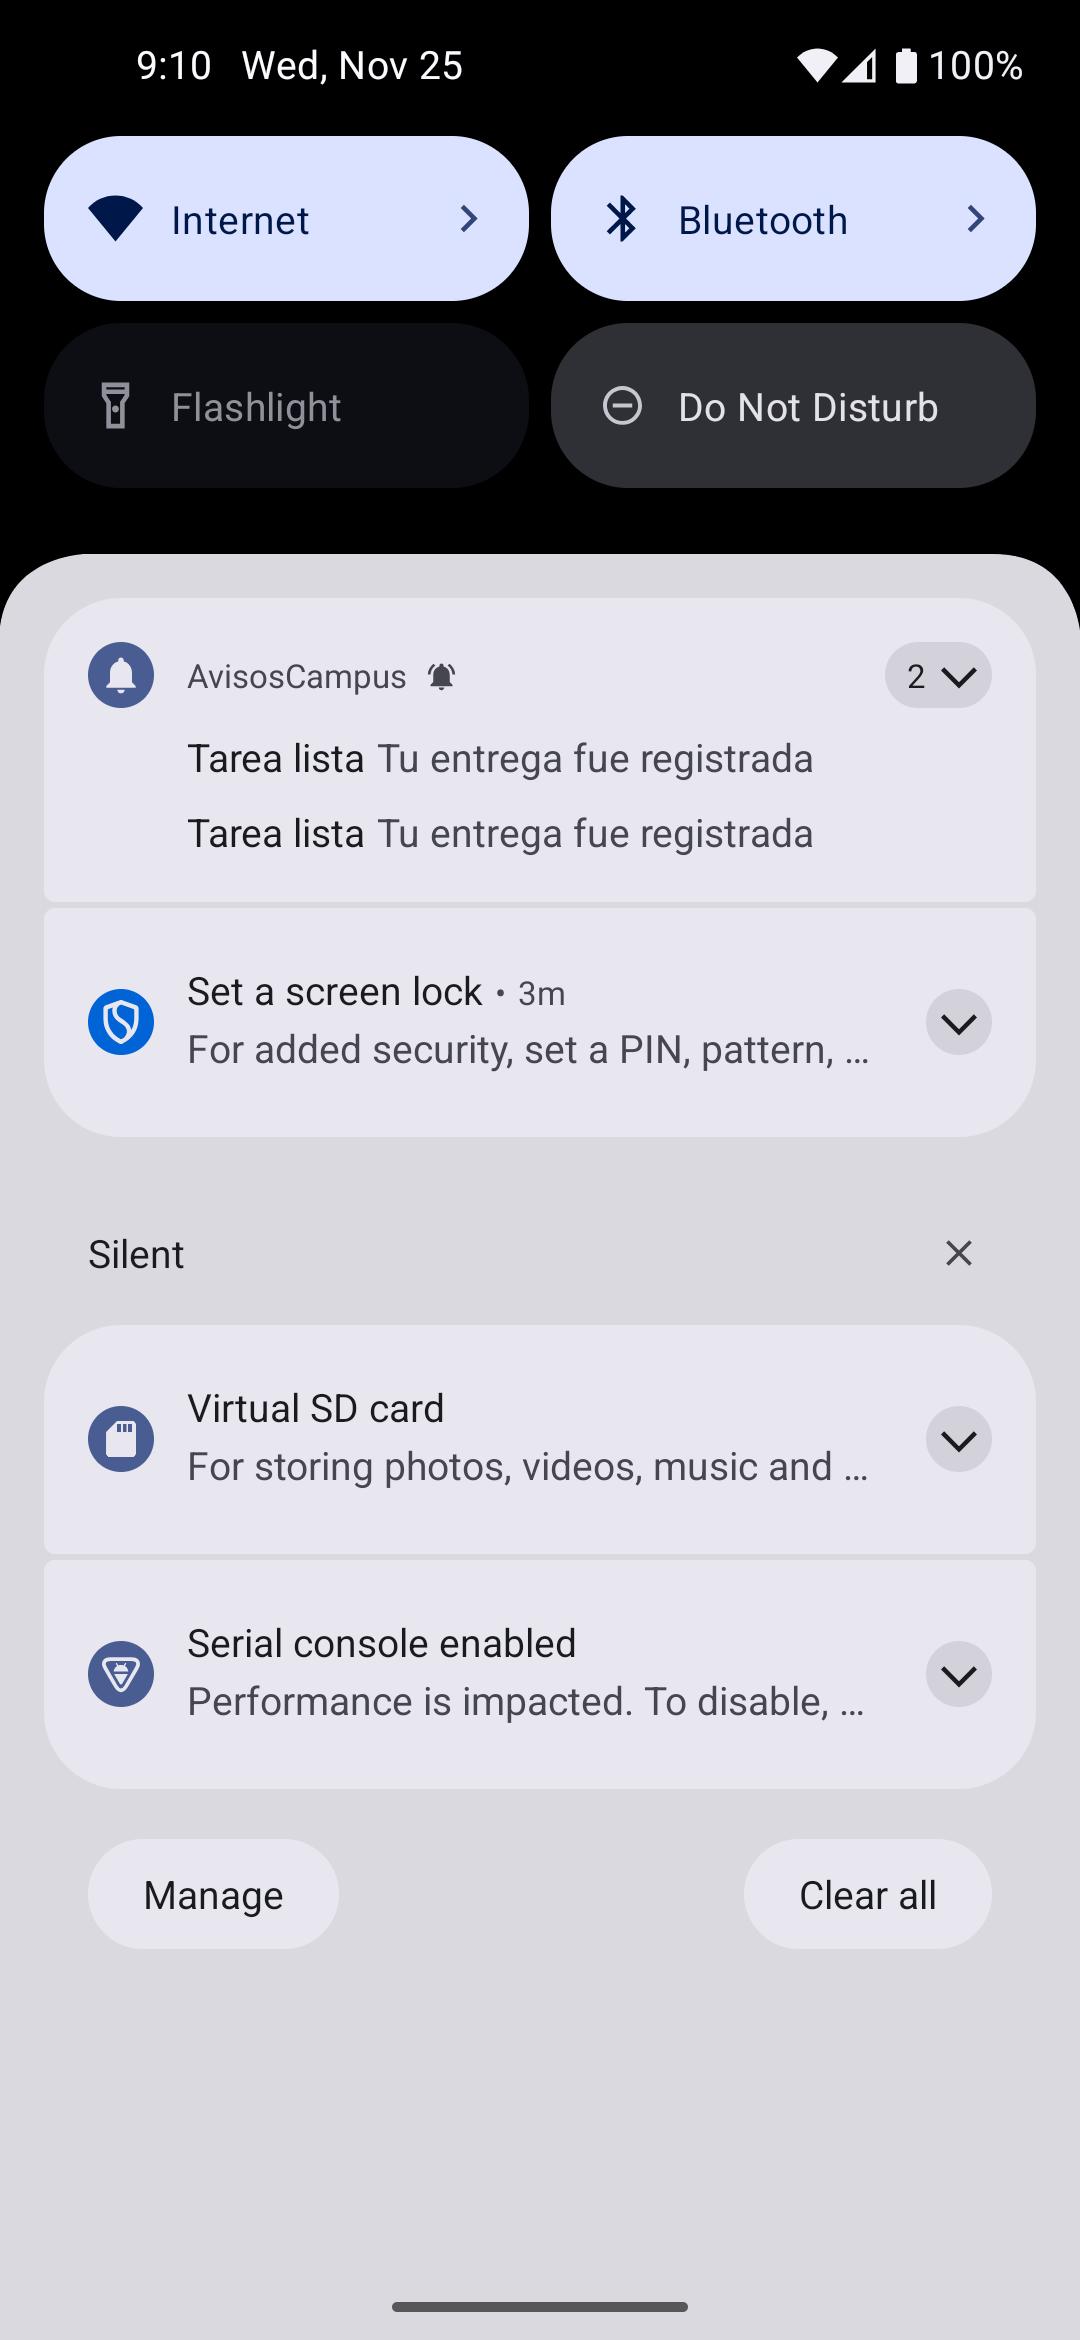 9:10 Wed, Nov 25 100%
Internet Bluetooth
Flashlight Do Not Disturb
AvisosCampus 2
Tarea lista Tu entrega fue registrada
Tarea lista Tu entrega fue registrada
Set a screen lock • 3m
For added security, set a PIN, pattern, …
Silent
Virtual SD card
For storing photos, videos, music and …
Serial console enabled
Performance is impacted. To disable, …
Manage Clear all